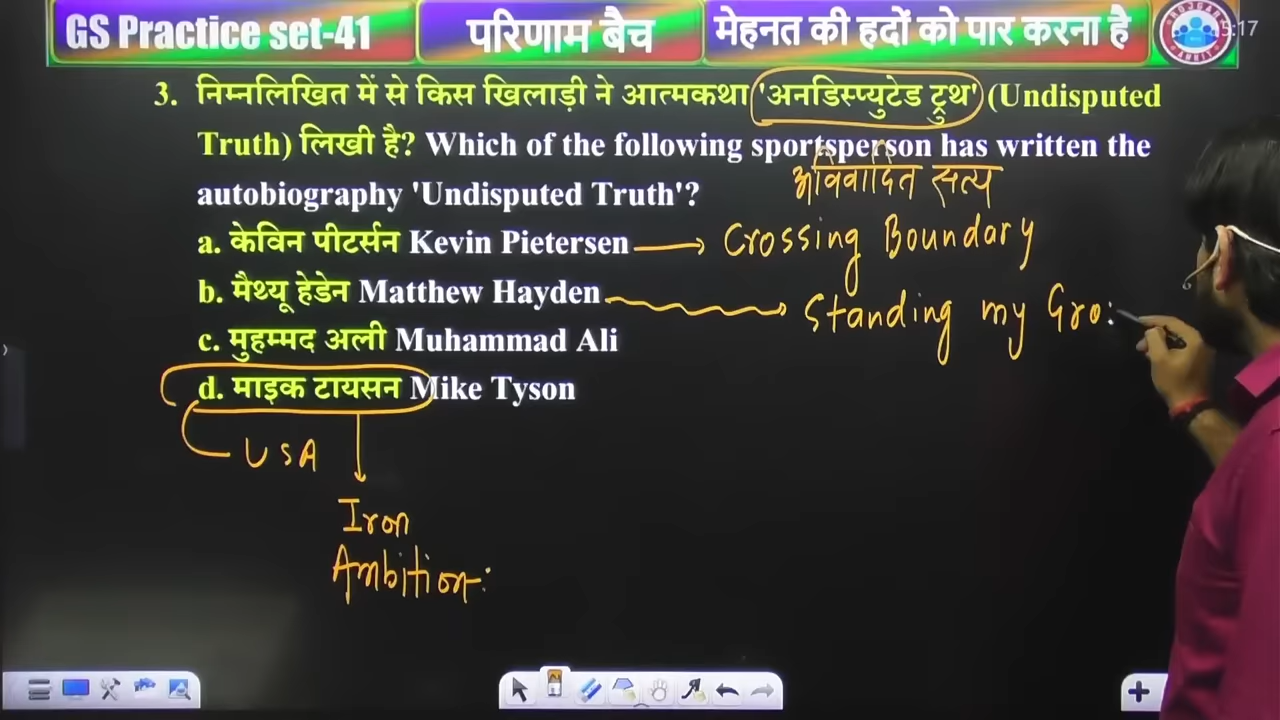 GS Practice set-41
परिणाम बैच
मेहनत की हदों को पार करना है
5:17
3. निम्नलिखित में से किस खिलाड़ी ने आत्मकथा 'अनडिस्प्युटेड ट्रुथ' (Undisputed
Truth) लिखी है? Which of the following sportsperson has written the
autobiography 'Undisputed Truth'?
अविवादित सत्य
a. केविन पीटर्सन Kevin Pietersen → Crossing Boundary
b. मैथ्यू हेडेन Matthew Hayden → Standing my Gro
c. मुहम्मद अली Muhammad Ali
d. माइक टायसन Mike Tyson
USA
Iron
Ambition: